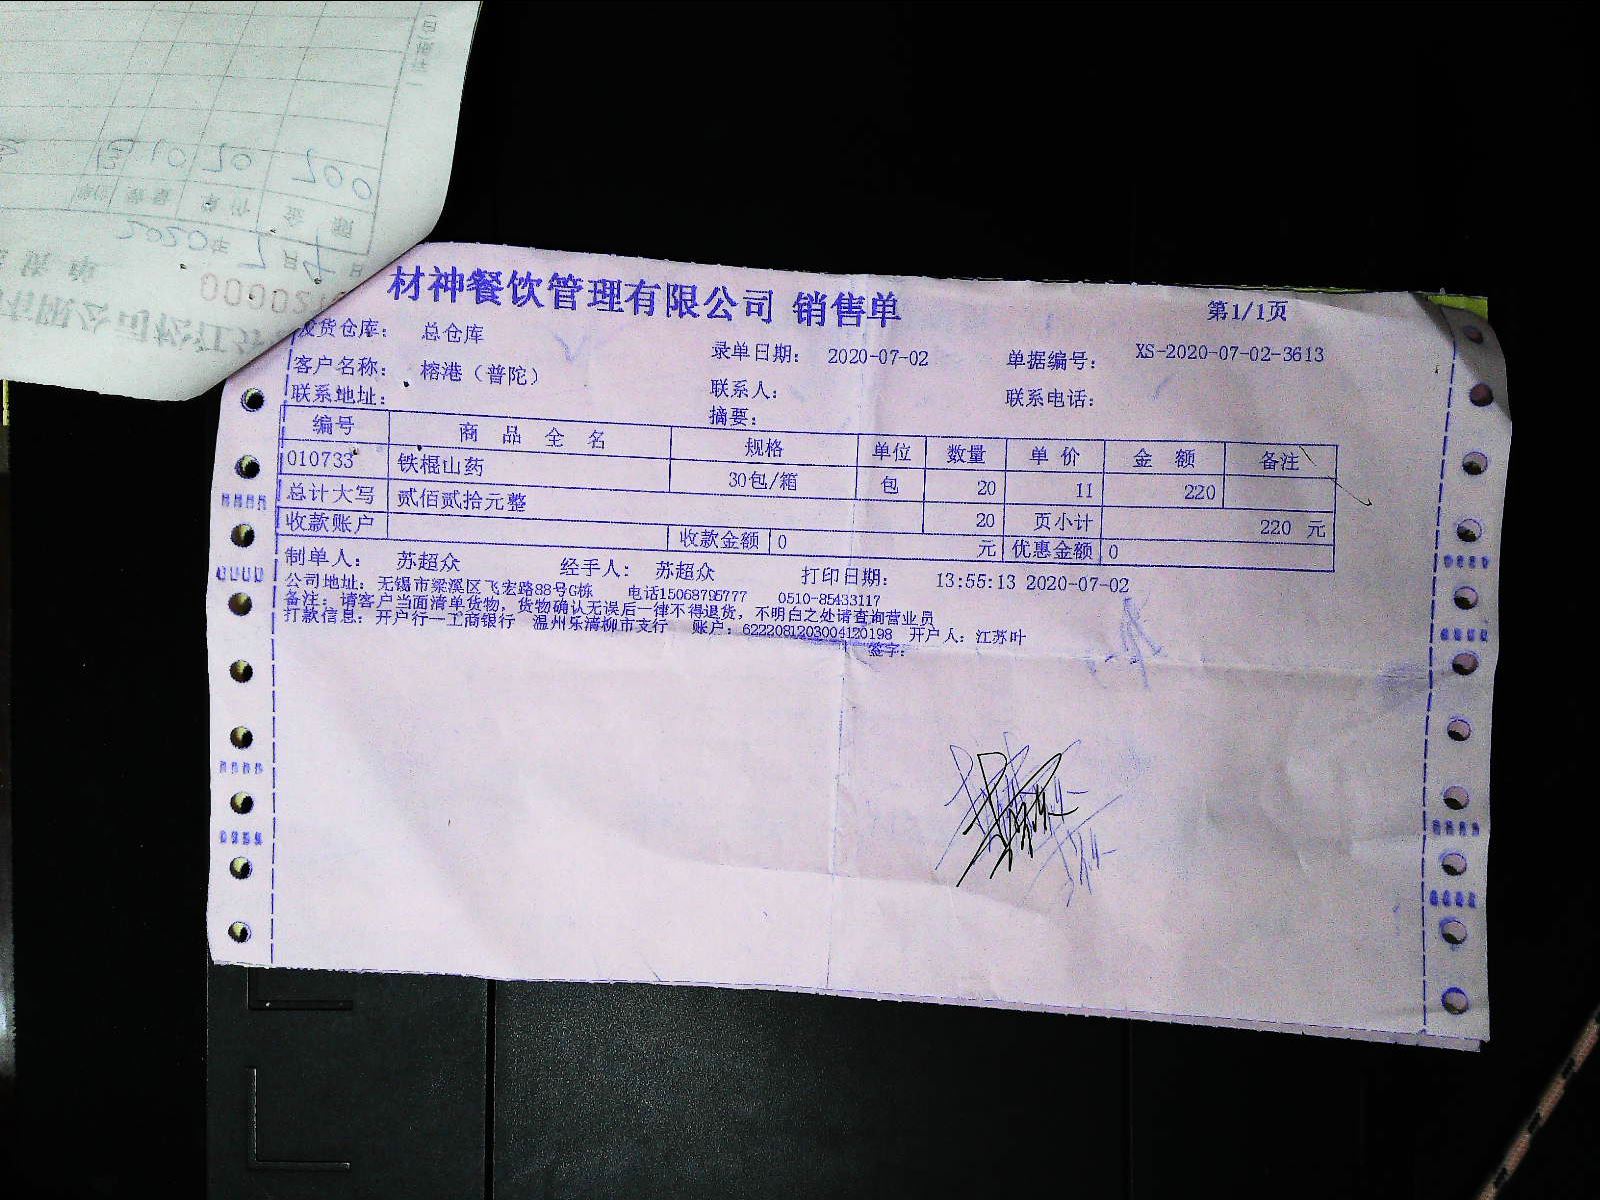 材神餐饮管理有限公司 销售单
第1/1页
发货仓库： 总仓库
录单日期： 2020-07-02 单据编号： XS-2020-07-02-3613
客户名称： 榕港（普陀）
联系人： 联系电话：
联系地址：
摘要：
编号 商 品 全 名 规格 单位 数量 单 价 金 额 备注
010733 铁棍山药 30包/箱 包 20 11 220
总计大写 贰佰贰拾元整 20 页小计 220 元
收款账户 收款金额 0 元 优惠金额 0
制单人： 苏超众 经手人： 苏超众 打印日期： 13:55:13 2020-07-02
公司地址：无锡市梁溪区飞宏路88号G栋 电话15068795777 0510-85433117
备注：请客户当面清单货物，货物确认无误后一律不得退货，不明白之处请查询营业员
打款信息：开户行—工商银行 温州乐清柳市支行 账户：6222081203004120198 开户人：江苏叶
签字：